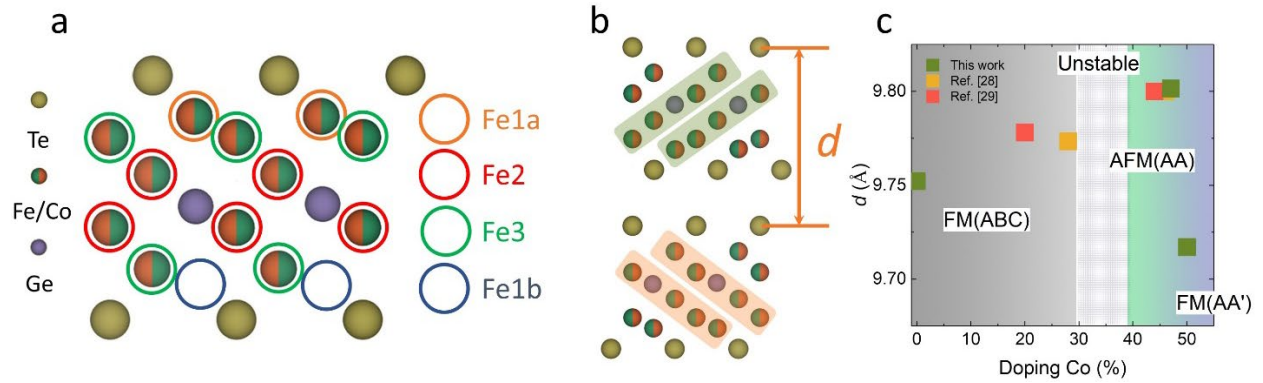 a
Te
Fe/Co
Ge
Fe1a
Fe2
Fe3
Fe1b
b
d
c
This work
Ref. [28]
Ref. [29]
Unstable
AFM(AA)
FM(ABC)
FM(AA')
9.80
9.75
9.70
d (Å)
0 10 20 30 40 50
Doping Co (%)